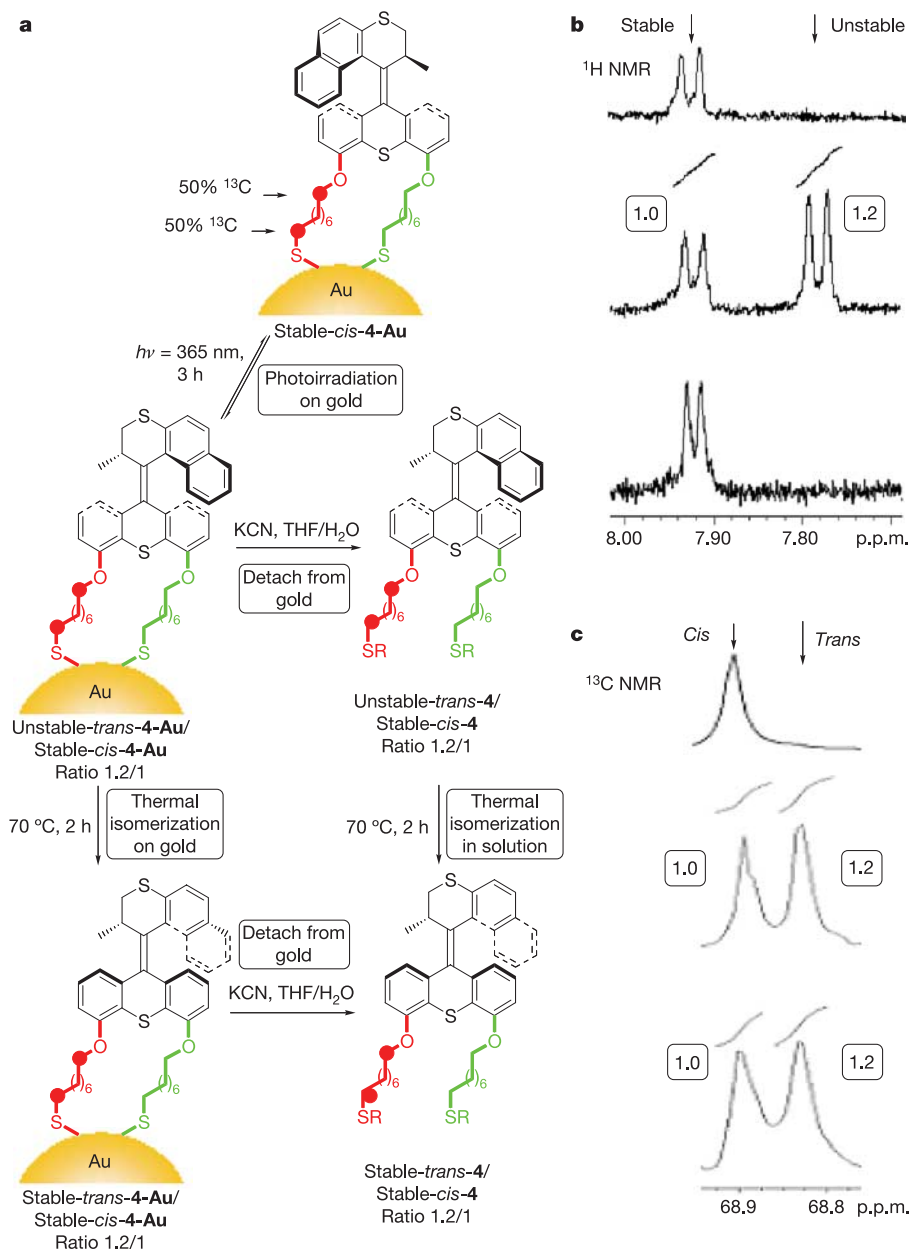 a
S
S
50% ¹³C
50% ¹³C
O
O
)₆
)₆
S
S
Au
Stable-cis-4-Au
hν = 365 nm,
3 h
Photoirradiation
on gold
S
S
O
O
)₆
)₆
S
S
Au
Unstable-trans-4-Au/
Stable-cis-4-Au
Ratio 1.2/1
KCN, THF/H₂O
Detach from
gold
S
S
O
O
)₆
)₆
SR
SR
Unstable-trans-4/
Stable-cis-4
Ratio 1.2/1
70 ºC, 2 h
Thermal
isomerization
on gold
70 ºC, 2 h
Thermal
isomerization
in solution
S
S
O
O
)₆
)₆
S
S
Au
Stable-trans-4-Au/
Stable-cis-4-Au
Ratio 1.2/1
Detach from
gold
KCN, THF/H₂O
S
S
O
O
)₆
)₆
SR
SR
Stable-trans-4/
Stable-cis-4
Ratio 1.2/1
b
Stable
Unstable
¹H NMR
1.0
1.2
8.00 7.90 7.80 p.p.m.
c
Cis
Trans
¹³C NMR
1.0
1.2
1.0
1.2
68.9 68.8 p.p.m.